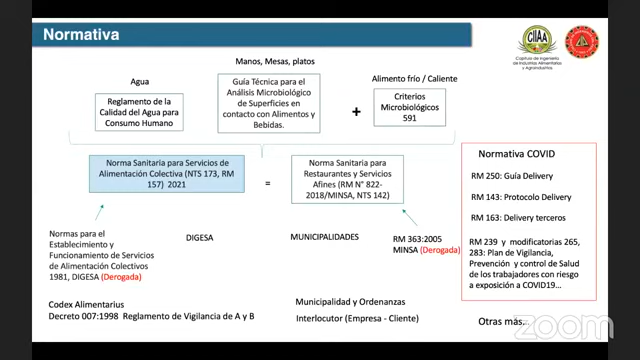 Normativa
CIIAA
Capítulo de Ingeniería
de Industrias Alimentarias
y Agroindustrias
Manos, Mesas, platos
Agua
Alimento frío / Caliente
Reglamento de la
Calidad del Agua para
Consumo Humano
Guía Técnica para el
Análisis Microbiológico
de Superficies en
contacto con Alimentos y
Bebidas.
+
Criterios
Microbiológicos
591
Norma Sanitaria para Servicios de
Alimentación Colectiva (NTS 173, RM
157) 2021
=
Norma Sanitaria para
Restaurantes y Servicios
Afines (RM N° 822-
2018/MINSA, NTS 142)
Normativa COVID
RM 250: Guía Delivery
RM 143: Protocolo Delivery
RM 163: Delivery terceros
RM 239 y modificatorias 265,
283: Plan de Vigilancia,
Prevención y control de Salud
de los trabajadores con riesgo
a exposición a COVID19...
Normas para el
Establecimiento y
Funcionamiento de Servicios
de Alimentación Colectivos
1981, DIGESA (Derogada)
DIGESA
MUNICIPALIDADES
RM 363:2005
MINSA (Derogada)
Codex Alimentarius
Decreto 007:1998 Reglamento de Vigilancia de A y B
Municipalidad y Ordenanzas
Interlocutor (Empresa - Cliente)
Otras más...
zoom